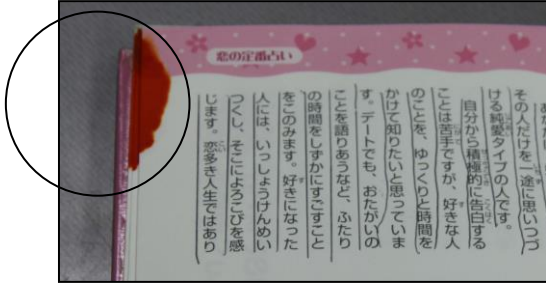 恋の定番占い
その人だけを一途に思いつづ
ける純愛タイプの人です。
自分から積極的に告白する
ことは苦手ですが、好きな人
のことを、ゆっくりと時間を
かけて知りたいと思っていま
す。デートでも、おたがいの
ことを語りあうなど、ふたり
の時間をしずかにすごすこと
をこのみます。好きになった
人には、いっしょうけんめい
つくし、そこによろこびを感
じます。恋多き人生ではあり